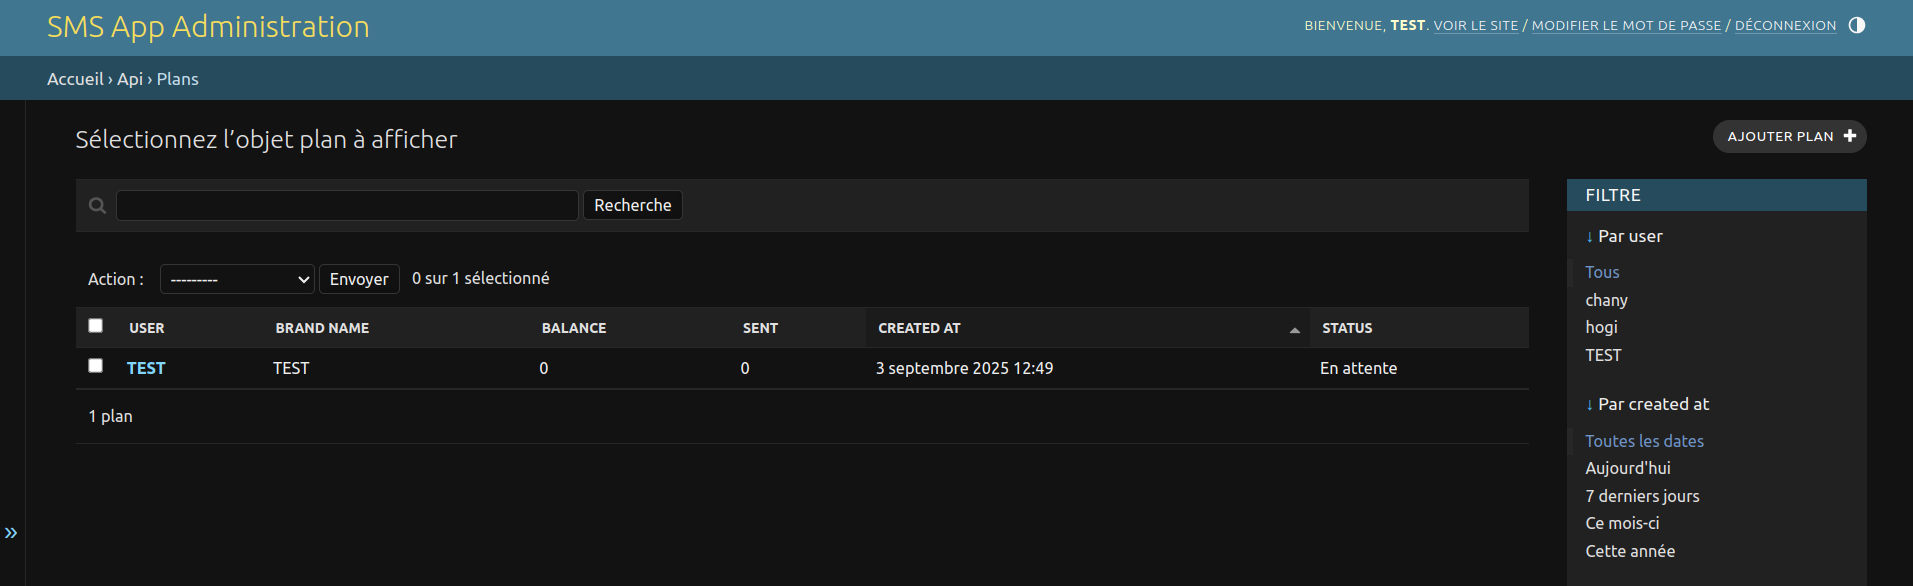 SMS App Administration
BIENVENUE, TEST. VOIR LE SITE / MODIFIER LE MOT DE PASSE / DÉCONNEXION
Accueil › Api › Plans
Sélectionnez l’objet plan à afficher
AJOUTER PLAN
Recherche
Action : --------- Envoyer 0 sur 1 sélectionné
USER BRAND NAME BALANCE SENT CREATED AT STATUS
TEST TEST 0 0 3 septembre 2025 12:49 En attente
1 plan
FILTRE
↓ Par user
Tous
chany
hogi
TEST
↓ Par created at
Toutes les dates
Aujourd'hui
7 derniers jours
Ce mois-ci
Cette année
»